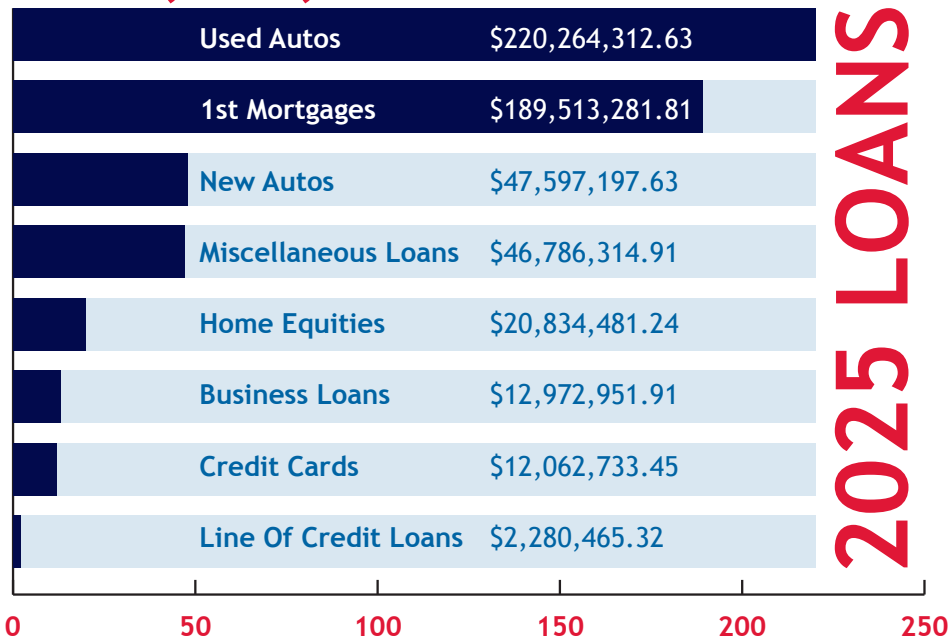 Used Autos $220,264,312.63
1st Mortgages $189,513,281.81
New Autos $47,597,197.63
Miscellaneous Loans $46,786,314.91
Home Equities $20,834,481.24
Business Loans $12,972,951.91
Credit Cards $12,062,733.45
Line Of Credit Loans $2,280,465.32
0 50 100 150 200 250
2025 LOANS